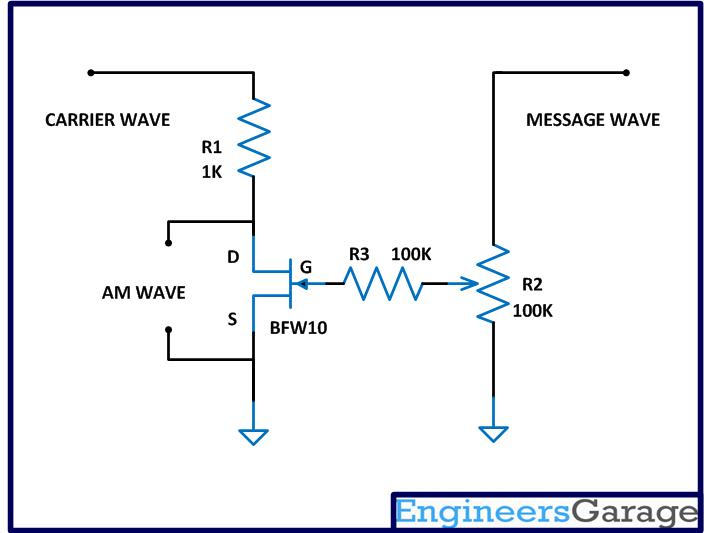 CARRIER WAVE
MESSAGE WAVE
R1
1K
D
G
R3 100K
AM WAVE
R2
100K
S
BFW10
EngineersGarage